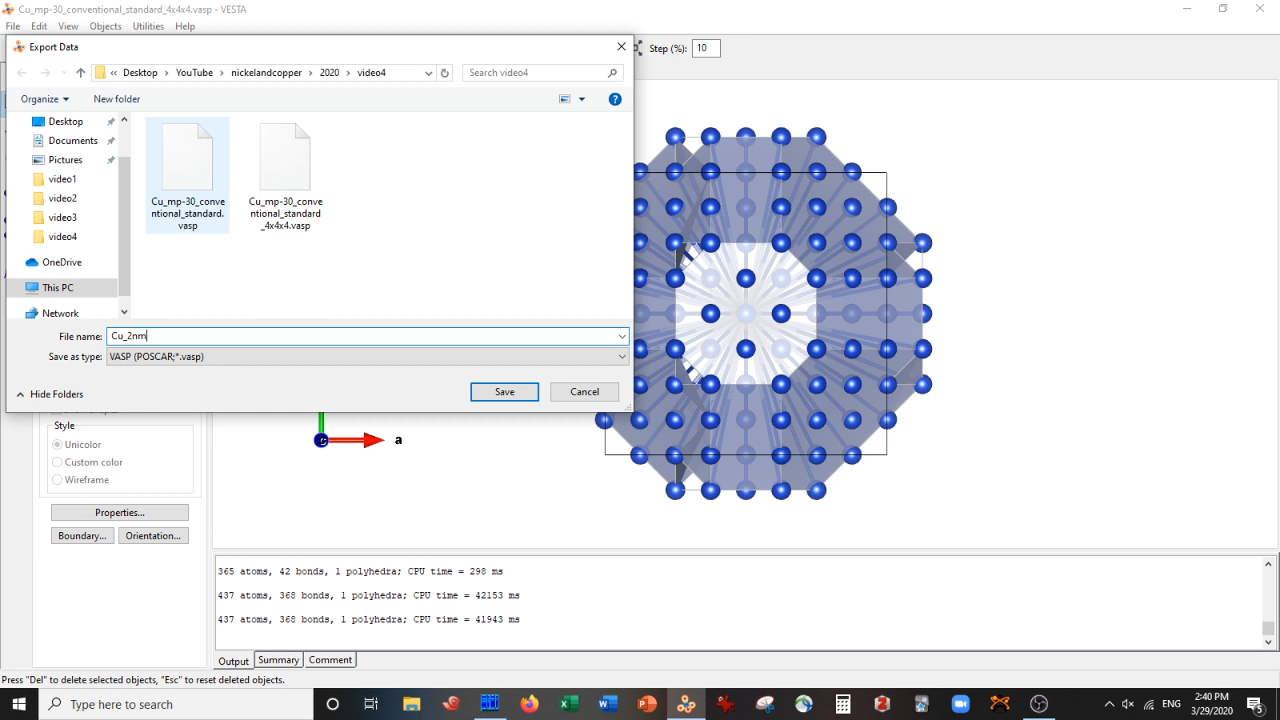 Cu_mp-30_conventional_standard_4x4x4.vasp - VESTA
File Edit View Objects Utilities Help
Export Data
Step (%): 10
« Desktop › YouTube › nickelandcopper › 2020 › video4
Search video4
Organize
New folder
Desktop
Documents
Pictures
video1
video2
video3
video4
OneDrive
This PC
Network
Cu_mp-30_conve
ntional_standard.
vasp
Cu_mp-30_conve
ntional_standard
_4x4x4.vasp
File name: Cu_2nm
Save as type: VASP (POSCAR;*.vasp)
Hide Folders
Save
Cancel
Style
Unicolor
Custom color
Wireframe
Properties...
Boundary...
Orientation...
a
365 atoms, 42 bonds, 1 polyhedra; CPU time = 298 ms
437 atoms, 368 bonds, 1 polyhedra; CPU time = 42153 ms
437 atoms, 368 bonds, 1 polyhedra; CPU time = 41943 ms
Output Summary Comment
Press "Del" to delete selected objects, "Esc" to reset deleted objects.
Type here to search
ENG
2:40 PM
3/29/2020